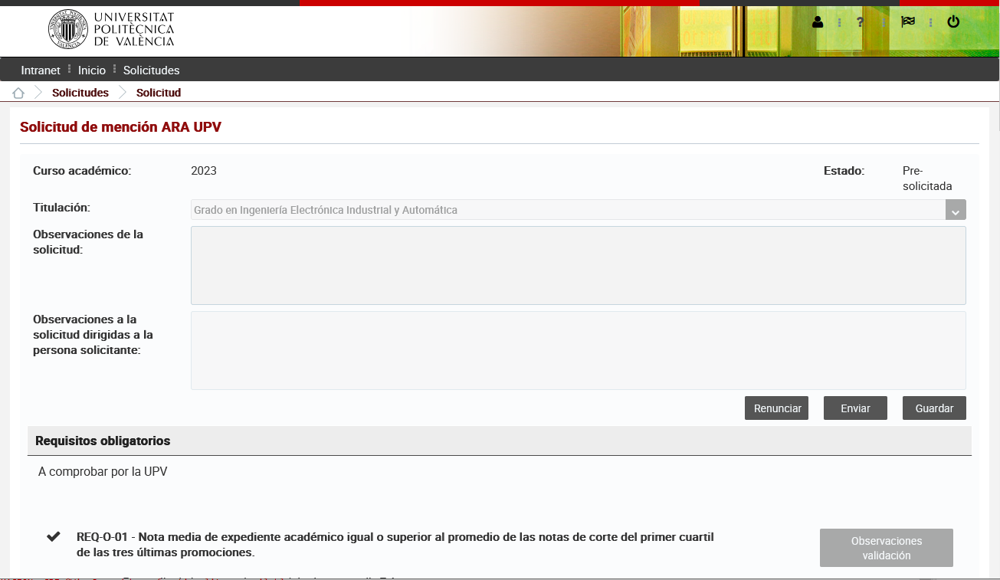 UNIVERSITAT
POLITÈCNICA
DE VALÈNCIA
?
Intranet Inicio Solicitudes
Solicitudes Solicitud
Solicitud de mención ARA UPV
Curso académico: 2023 Estado: Pre-
solicitada
Titulación: Grado en Ingeniería Electrónica Industrial y Automática
Observaciones de la
solicitud:
Observaciones a la
solicitud dirigidas a la
persona solicitante:
Renunciar Enviar Guardar
Requisitos obligatorios
A comprobar por la UPV
REQ-O-01 - Nota media de expediente académico igual o superior al promedio de las notas de corte del primer cuartil
de las tres últimas promociones.
Observaciones
validación